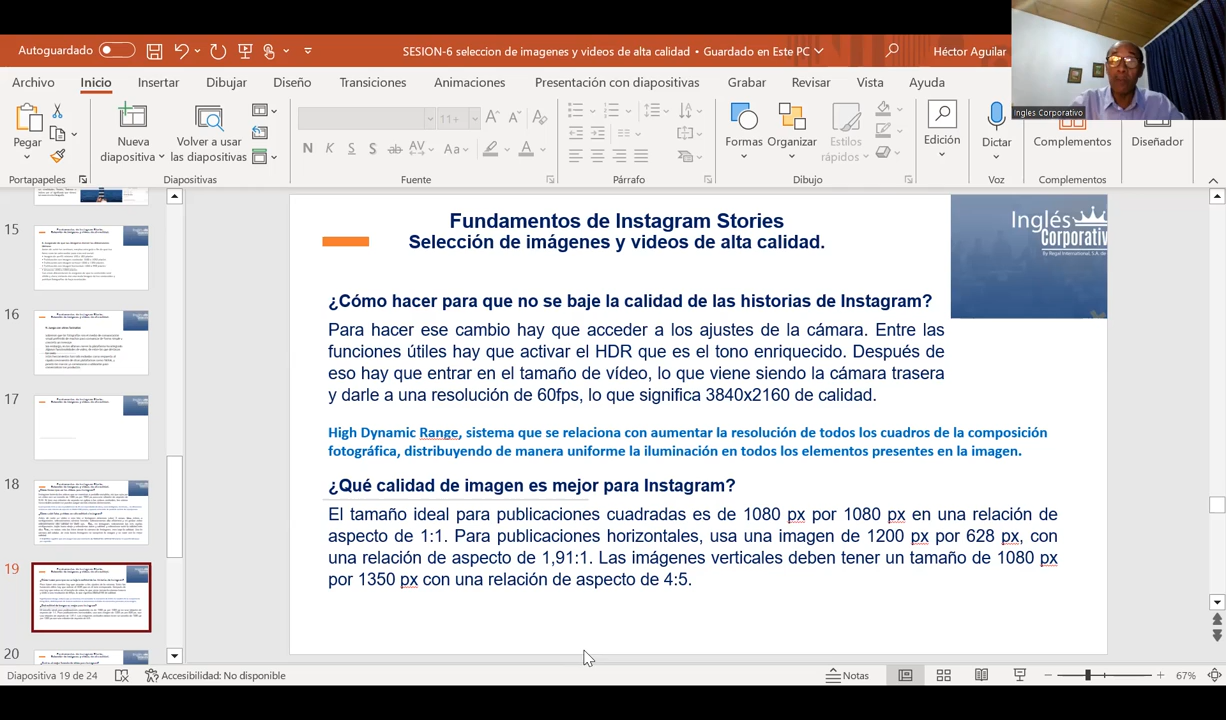 Autoguardado
SESION-6 seleccion de imagenes y videos de alta calidad • Guardado en Este PC
Héctor Aguilar
Archivo Inicio Insertar Dibujar Diseño Transiciones Animaciones Presentación con diapositivas Grabar Revisar Vista Ayuda
Ingles Corporativo
Pegar
Nueva diapositiva
Volver a usar las diapositivas
11+
N K S S ab AV Aa A
Formas Organizar Estilos rápidos
Edición
Dictar
Complementos
Diseñador
Portapapeles Diapositivas Fuente Párrafo Dibujo Voz Complementos
15
16
17
18
19
20
Fundamentos de Instagram Stories
Selección de imágenes y videos de alta calidad.
Inglés
Corporativ
By Regal International, S.A. de
¿Cómo hacer para que no se baje la calidad de las historias de Instagram?
Para hacer ese cambio hay que acceder a los ajustes de la cámara. Entre las
funciones útiles hay que activar el HDR que es el tono enriquecido. Después de
eso hay que entrar en el tamaño de vídeo, lo que viene siendo la cámara trasera
y darle a una resolución de 60fps, lo que significa 3840x2160 de calidad.
High Dynamic Range, sistema que se relaciona con aumentar la resolución de todos los cuadros de la composición
fotográfica, distribuyendo de manera uniforme la iluminación en todos los elementos presentes en la imagen.
¿Qué calidad de imagen es mejor para Instagram?
El tamaño ideal para publicaciones cuadradas es de 1080 px por 1080 px en una relación de
aspecto de 1:1. Para publicaciones horizontales, usa una imagen de 1200 px por 628 px, con
una relación de aspecto de 1,91:1. Las imágenes verticales deben tener un tamaño de 1080 px
por 1350 px con una relación de aspecto de 4:5.
Diapositiva 19 de 24
Accesibilidad: No disponible
Notas
67%